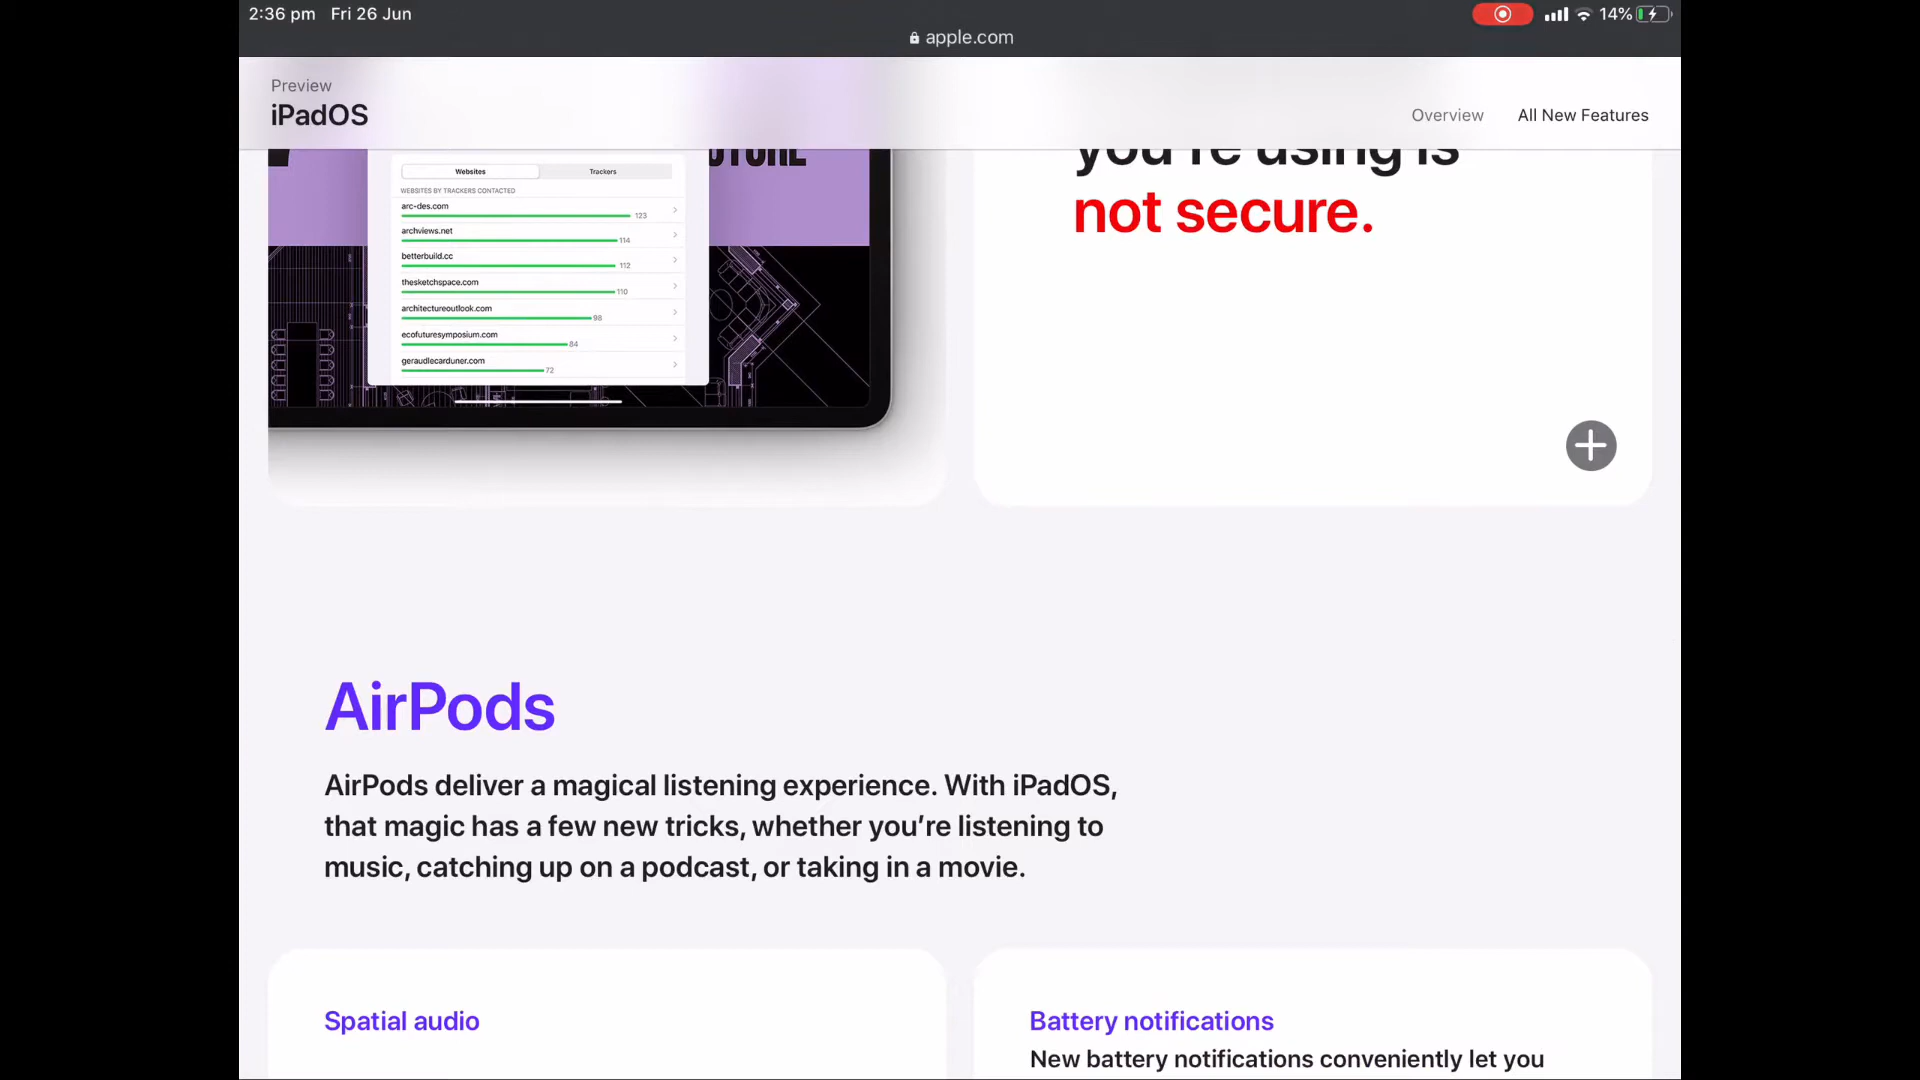 2:36 pm Fri 26 Jun
14%
apple.com
Preview
iPadOS
Overview
All New Features
Websites
Trackers
WEBSITES BY TRACKERS CONTACTED
arc-des.com
123
archviews.net
114
betterbuild.cc
112
thesketchspace.com
110
architectureoutlook.com
98
ecofuturesymposium.com
84
geraudlecarduner.com
72
you're using is
not secure.
AirPods
AirPods deliver a magical listening experience. With iPadOS,
that magic has a few new tricks, whether you're listening to
music, catching up on a podcast, or taking in a movie.
Spatial audio
Battery notifications
New battery notifications conveniently let you